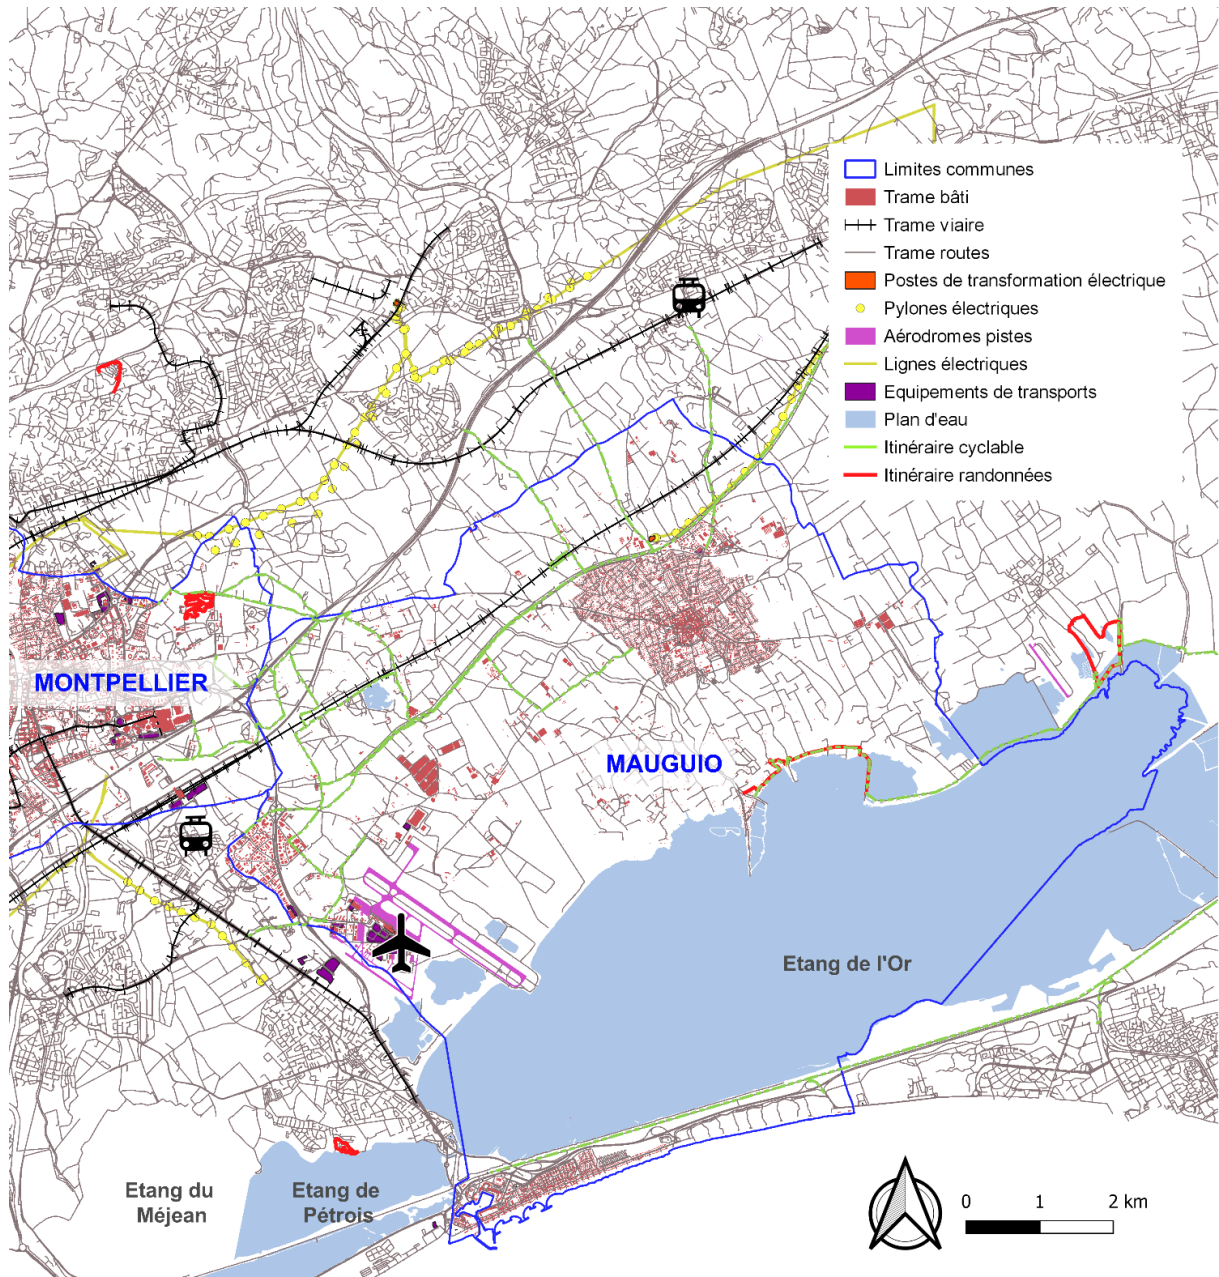 Limites communes
Trame bâti
Trame viaire
Trame routes
Postes de transformation électrique
Pylones électriques
Aérodromes pistes
Lignes électriques
Equipements de transports
Plan d'eau
Itinéraire cyclable
Itinéraire randonnées
MONTPELLIER
MAUGUIO
Etang de l'Or
Etang du
Méjean
Etang de
Pétrois
0 1 2 km